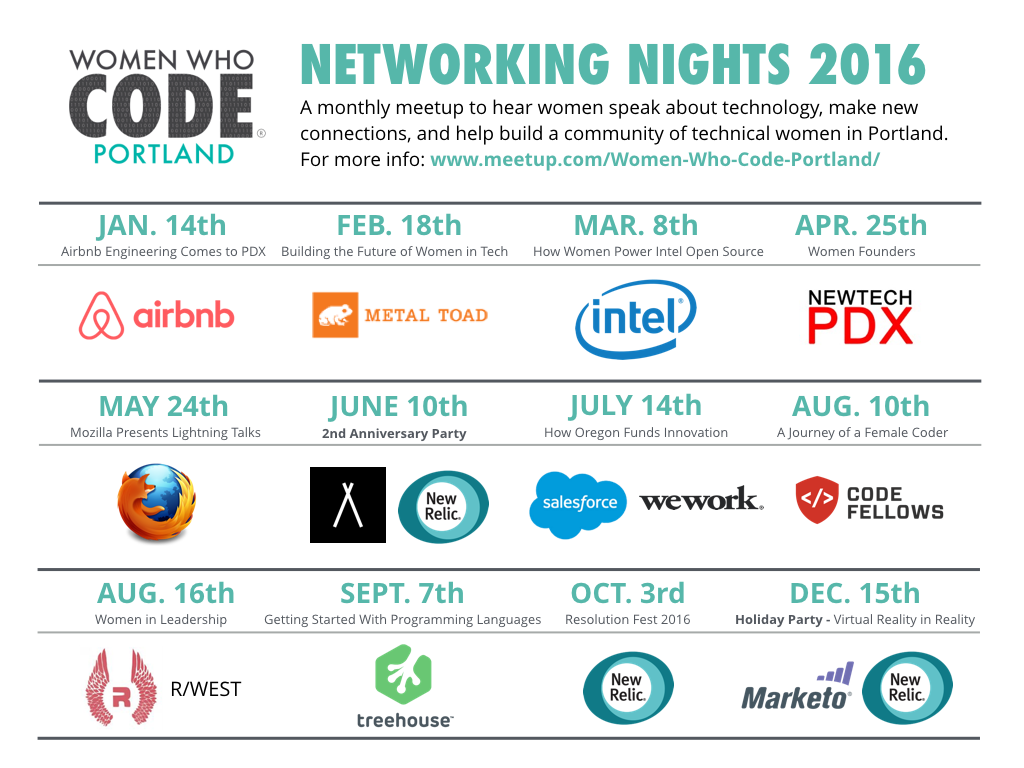 WOMEN WHO
CODE®
PORTLAND
NETWORKING NIGHTS 2016
A monthly meetup to hear women speak about technology, make new
connections, and help build a community of technical women in Portland.
For more info: www.meetup.com/Women-Who-Code-Portland/
JAN. 14th
Airbnb Engineering Comes to PDX
airbnb
FEB. 18th
Building the Future of Women in Tech
METAL TOAD
MAR. 8th
How Women Power Intel Open Source
intel®
APR. 25th
Women Founders
NEWTECH
PDX
MAY 24th
Mozilla Presents Lightning Talks
JUNE 10th
2nd Anniversary Party
New
Relic.
JULY 14th
How Oregon Funds Innovation
salesforce
wework.
AUG. 10th
A Journey of a Female Coder
</>
CODE
FELLOWS
AUG. 16th
Women in Leadership
R
R/WEST
SEPT. 7th
Getting Started With Programming Languages
treehouse™
OCT. 3rd
Resolution Fest 2016
New
Relic.
DEC. 15th
Holiday Party - Virtual Reality in Reality
Marketo®
New
Relic.